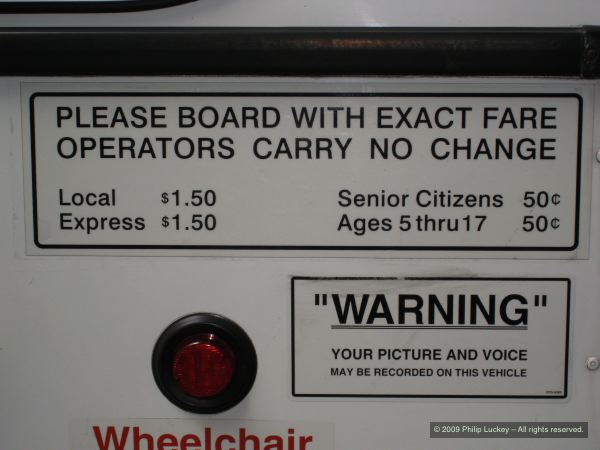 PLEASE BOARD WITH EXACT FARE
OPERATORS CARRY NO CHANGE
Local $1.50 Senior Citizens 50¢
Express $1.50 Ages 5 thru 17 50¢
"WARNING"
YOUR PICTURE AND VOICE
MAY BE RECORDED ON THIS VEHICLE
Wheelchair
© 2009 Philip Luckey – All rights reserved.